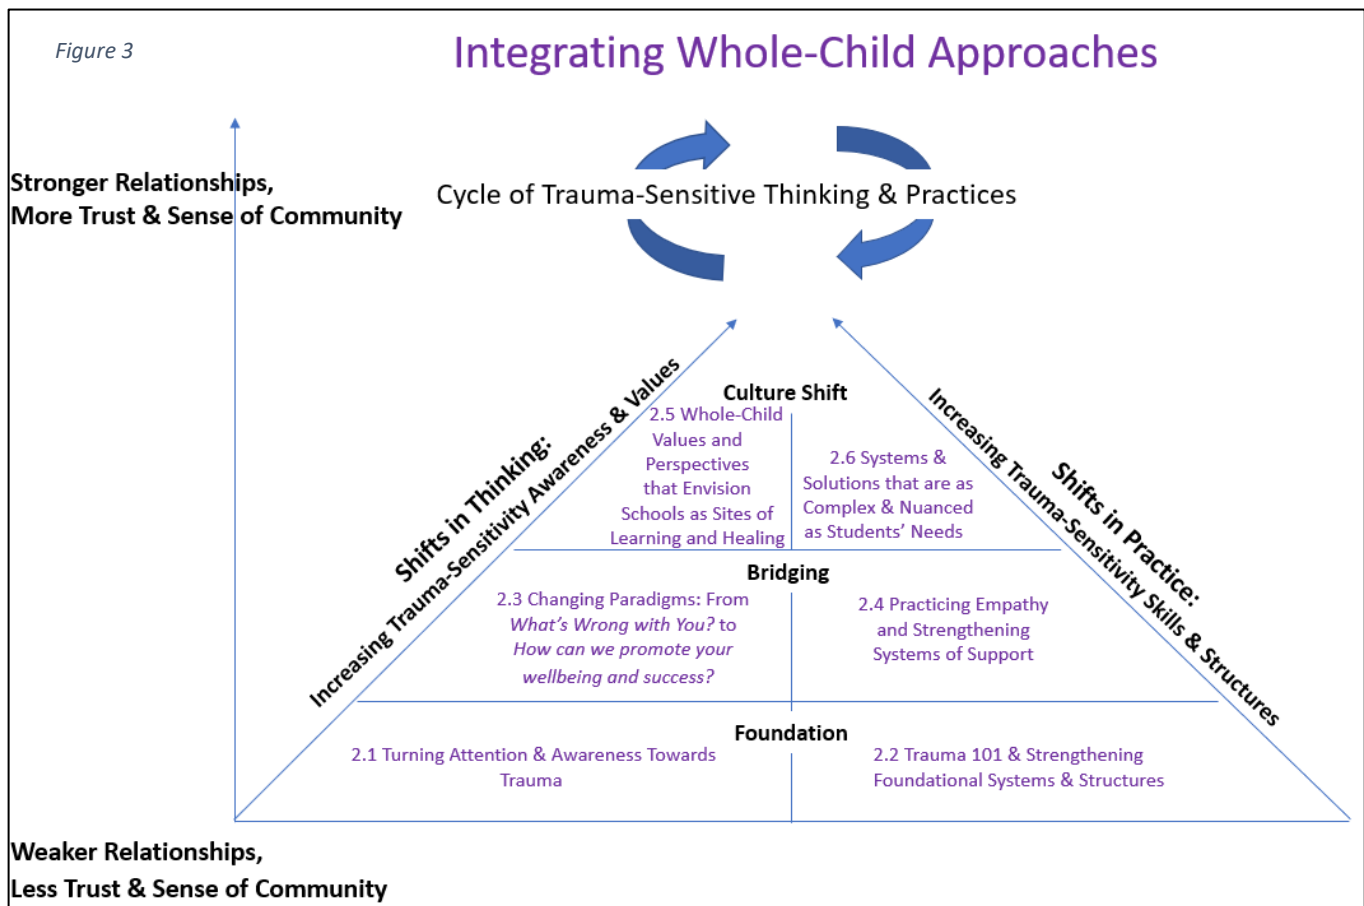 Figure 3
Integrating Whole-Child Approaches
Stronger Relationships,
More Trust & Sense of Community
Cycle of Trauma-Sensitive Thinking & Practices
Shifts in Thinking:
Increasing Trauma-Sensitivity Awareness & Values
Shifts in Practice:
Increasing Trauma-Sensitivity Skills & Structures
Culture Shift
2.5 Whole-Child
Values and
Perspectives
that Envision
Schools as Sites of
Learning and Healing
2.6 Systems &
Solutions that are as
Complex & Nuanced
as Students’ Needs
Bridging
2.3 Changing Paradigms: From
What’s Wrong with You? to
How can we promote your
wellbeing and success?
2.4 Practicing Empathy
and Strengthening
Systems of Support
Foundation
2.1 Turning Attention & Awareness Towards
Trauma
2.2 Trauma 101 & Strengthening
Foundational Systems & Structures
Weaker Relationships,
Less Trust & Sense of Community